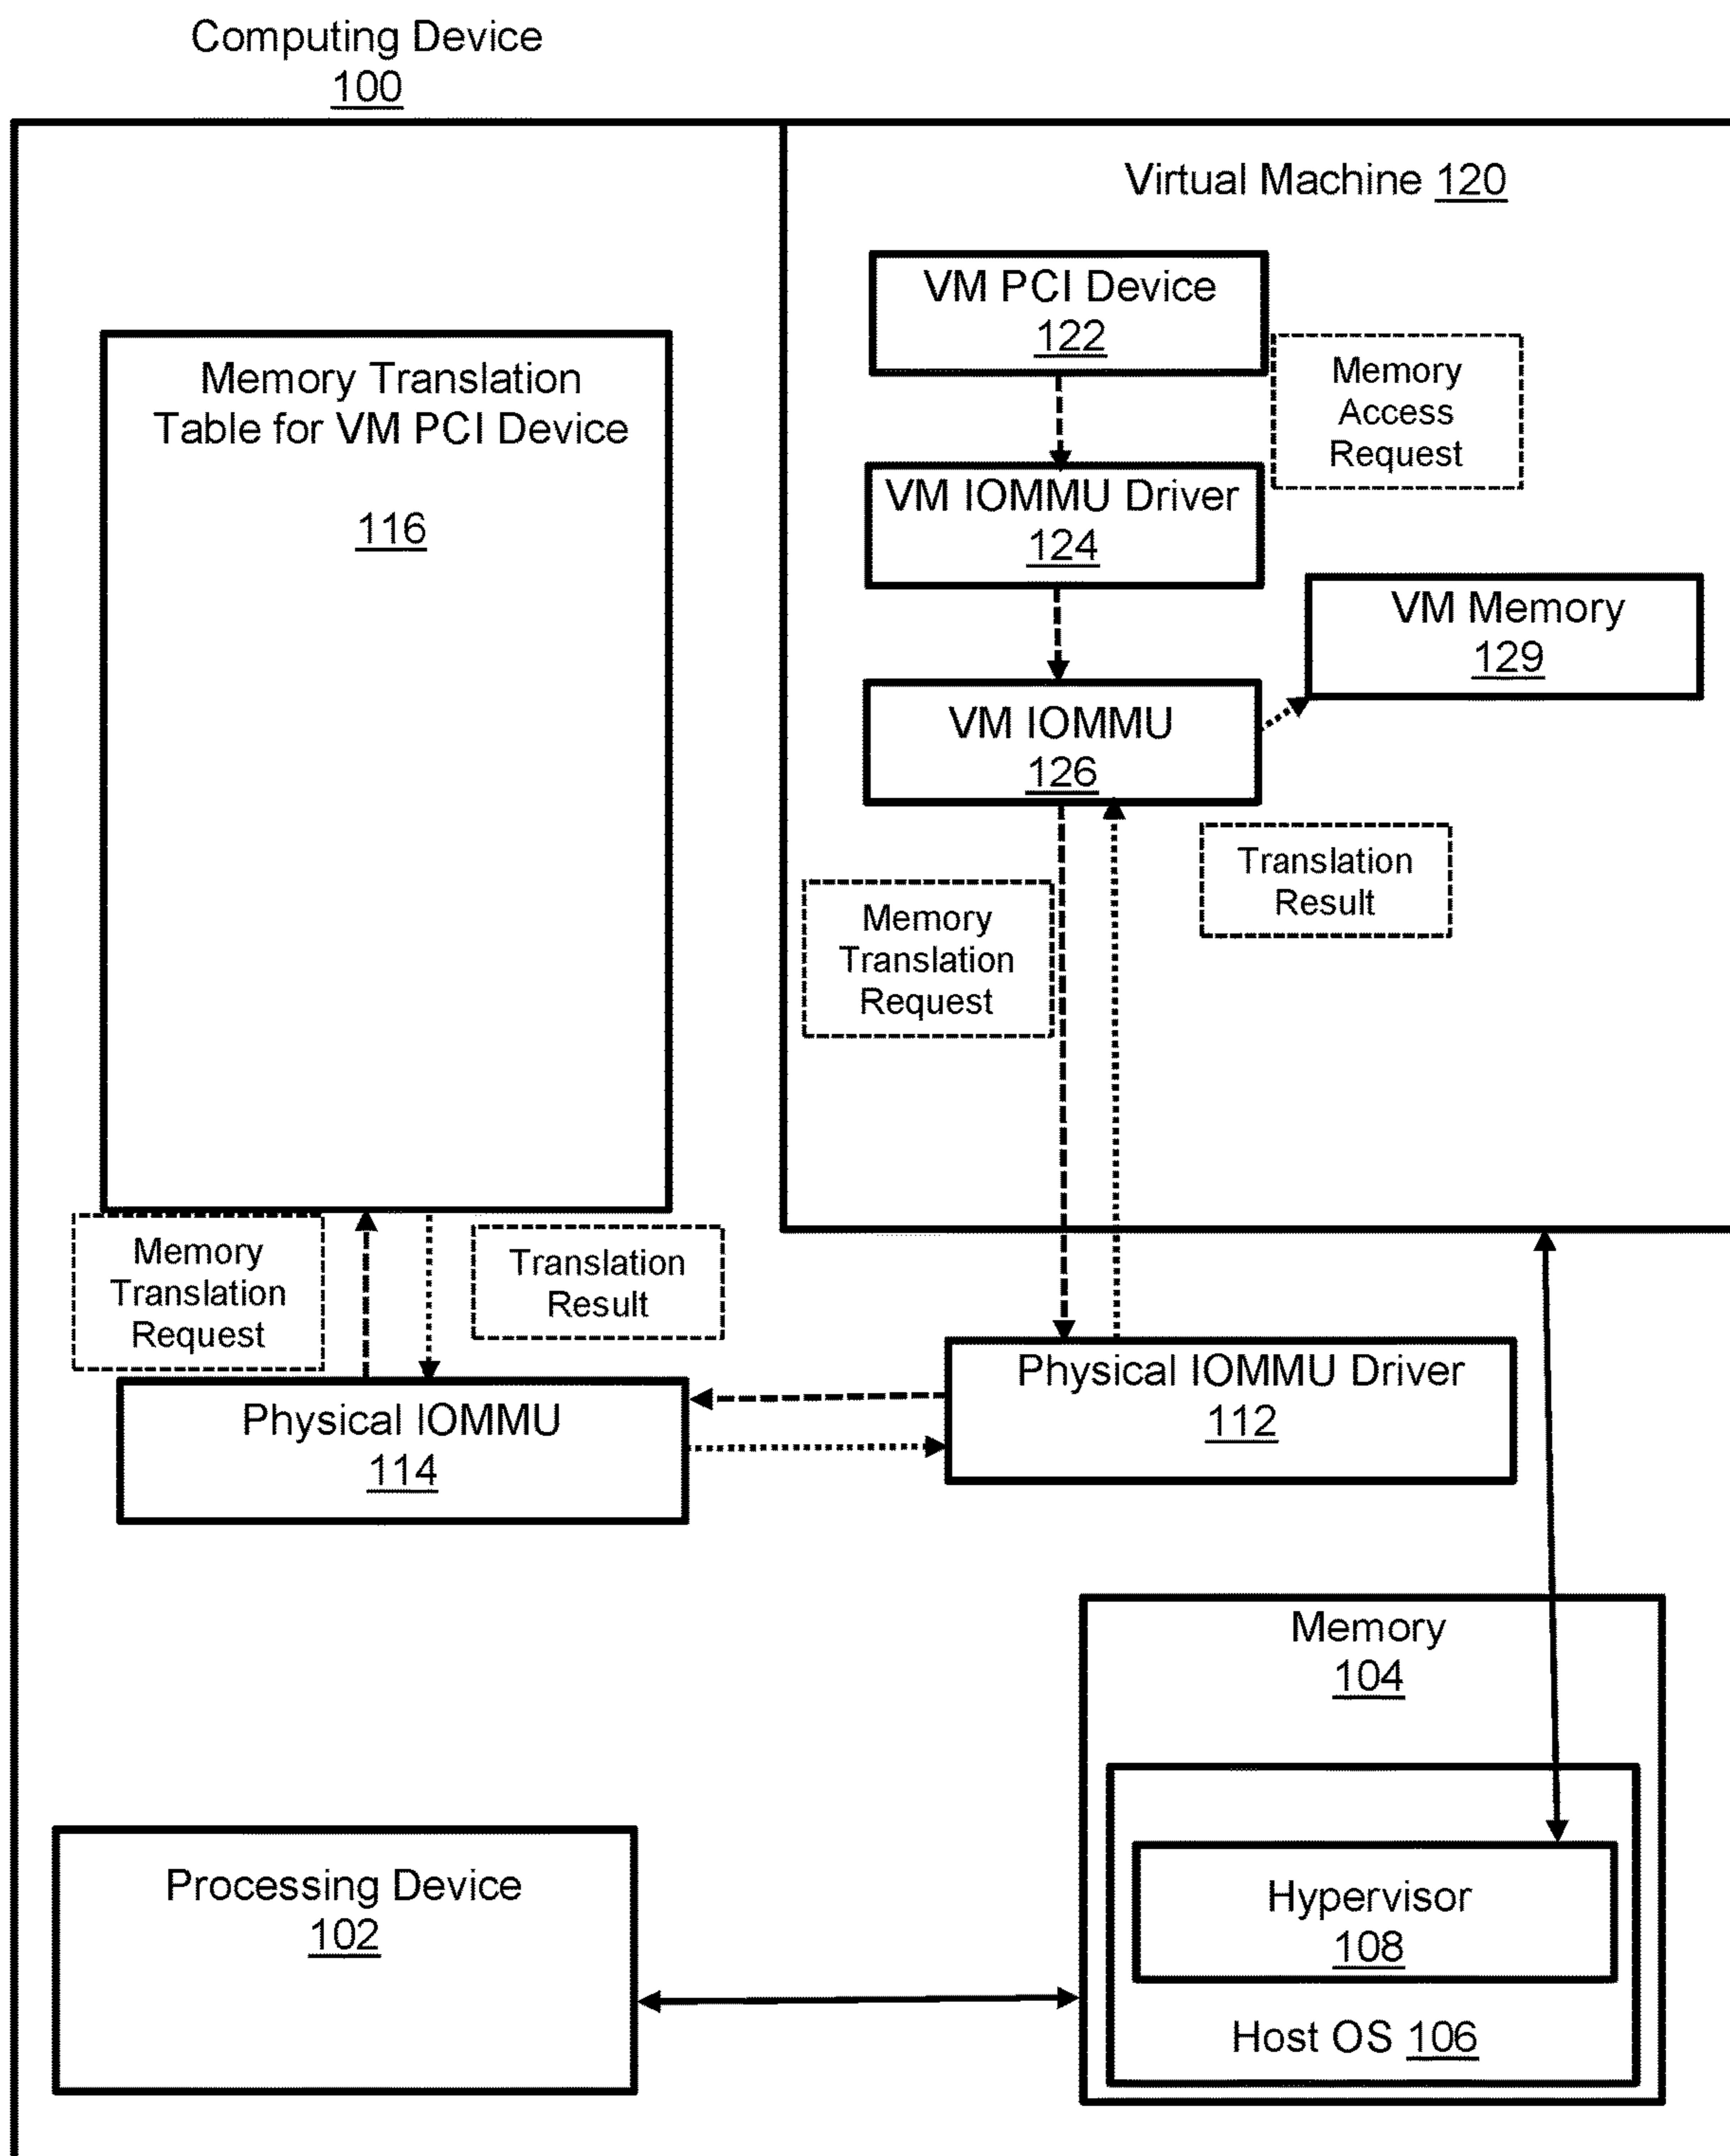 Computing Device
100
Virtual Machine 120
VM PCI Device
122
Memory
Access
Request
Memory Translation
Table for VM PCI Device
116
VM IOMMU Driver
124
VM Memory
129
VM IOMMU
126
Translation
Result
Memory
Translation
Request
Memory
Translation
Request
Translation
Result
Physical IOMMU Driver
112
Physical IOMMU
114
Memory
104
Processing Device
102
Hypervisor
108
Host OS 106